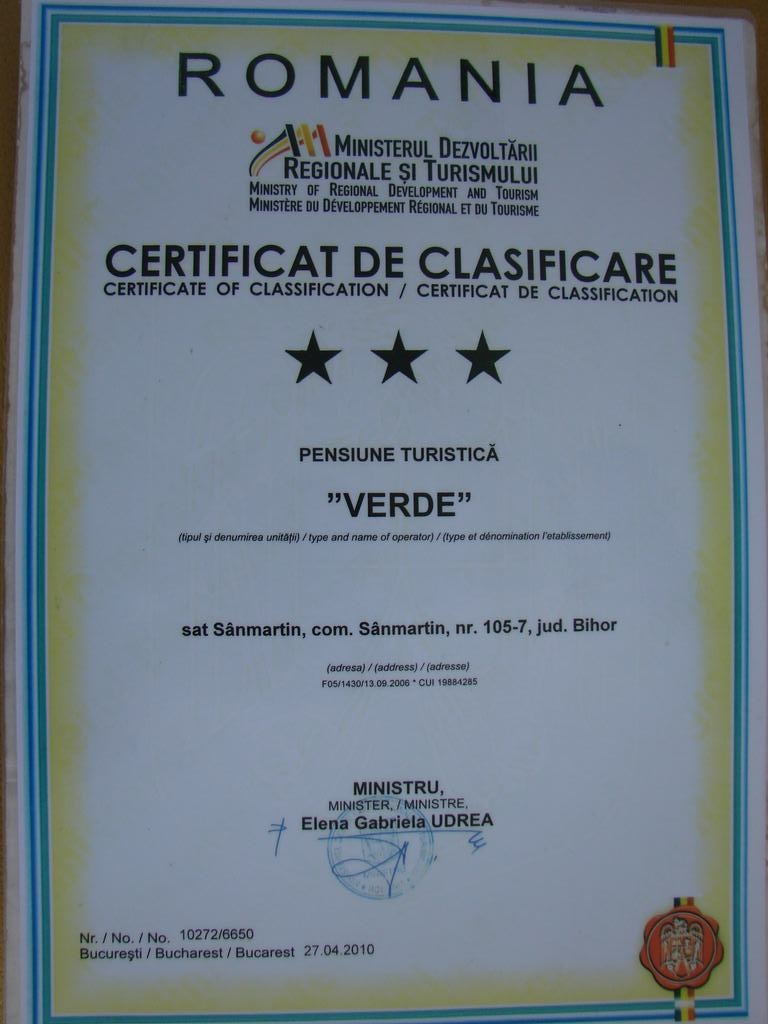 ROMANIA
MINISTERUL DEZVOLTĂRII
REGIONALE ȘI TURISMULUI
MINISTRY OF REGIONAL DEVELOPMENT AND TOURISM
MINISTÈRE DU DÉVELOPPEMENT RÉGIONAL ET DU TOURISME
CERTIFICAT DE CLASIFICARE
CERTIFICATE OF CLASSIFICATION / CERTIFICAT DE CLASSIFICATION
PENSIUNE TURISTICĂ
”VERDE”
(tipul şi denumirea unităţii) / type and name of operator) / (type et dénomination l'etablissement)
sat Sânmartin, com. Sânmartin, nr. 105-7, jud. Bihor
(adresa) / (address) / (adresse)
F05/1430/13.09.2006 * CUI 19884285
MINISTRU,
MINISTER, / MINISTRE,
Elena Gabriela UDREA
Nr. / No. / No. 10272/6650
Bucureşti / Bucharest / Bucarest 27.04.2010